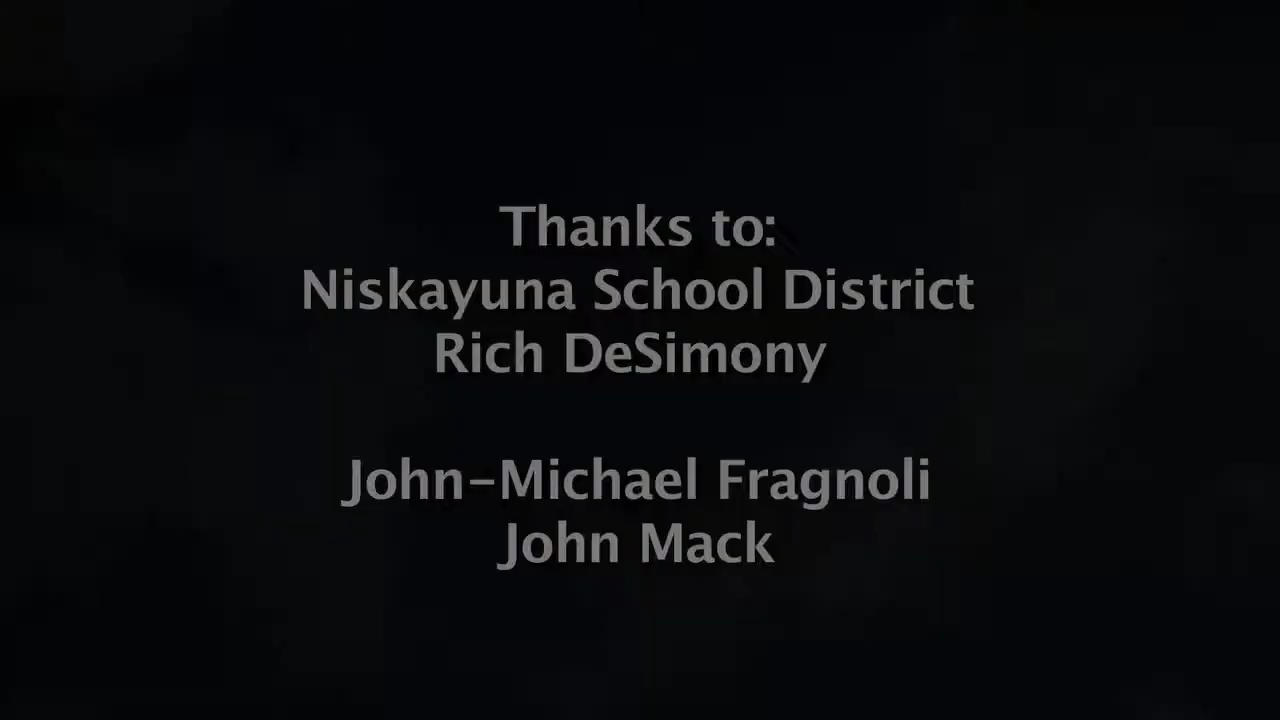 Thanks to:
Niskayuna School District
Rich DeSimony
John-Michael Fragnoli
John Mack